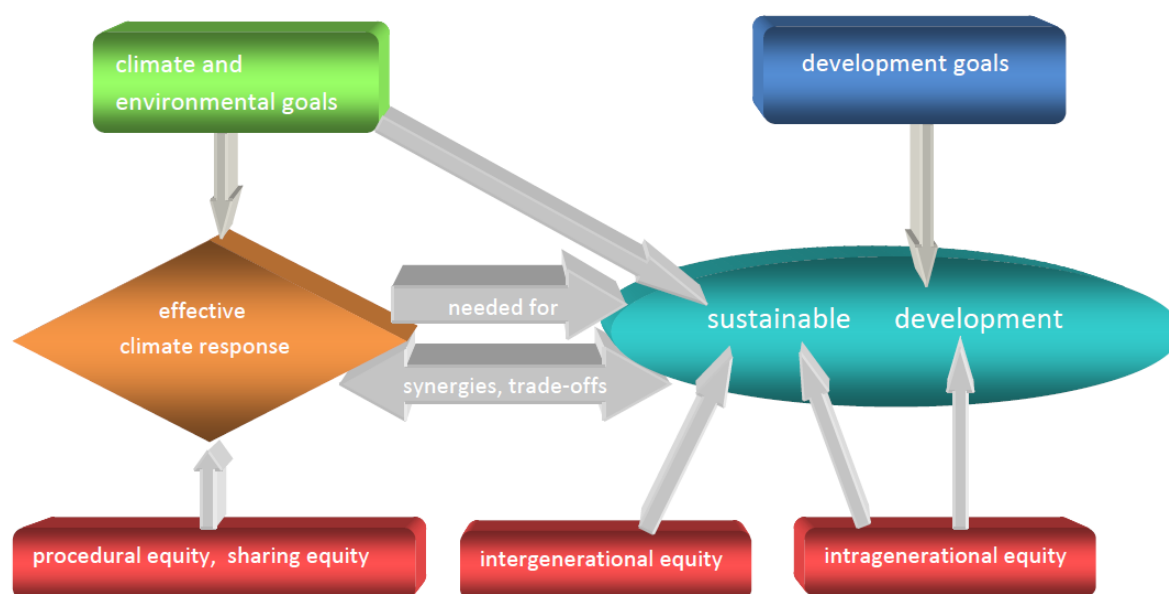 climate and
environmental goals
development goals
effective
climate response
needed for
synergies, trade-offs
sustainable development
procedural equity, sharing equity
intergenerational equity
intragenerational equity